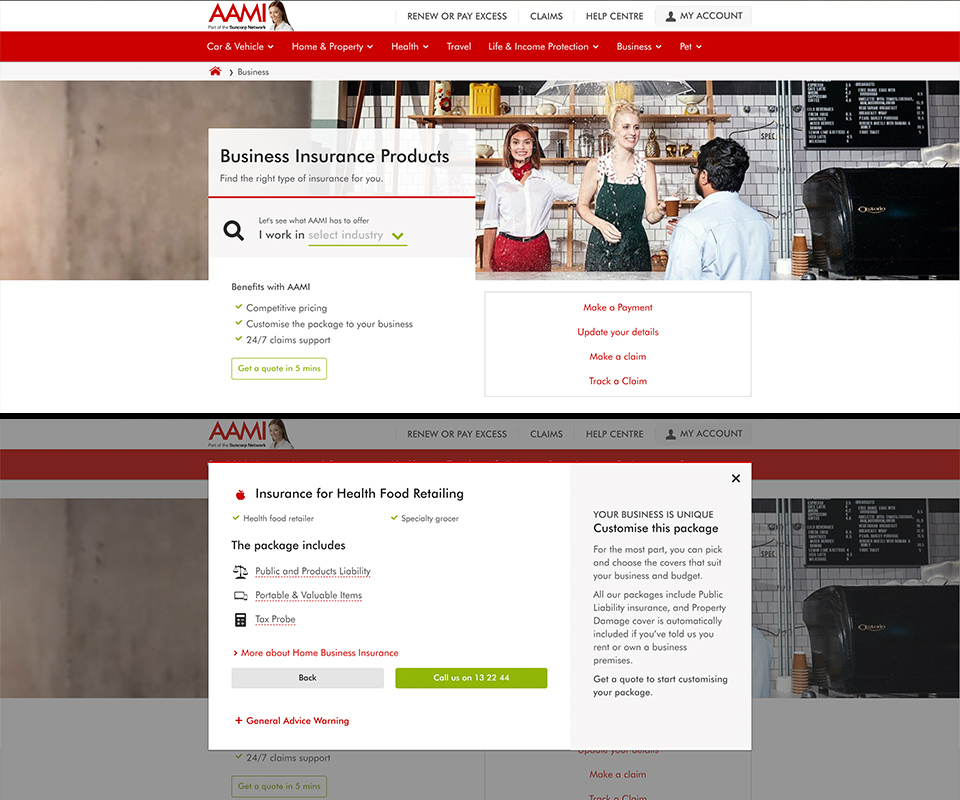 AAMI
Part of the Suncorp Network
RENEW OR PAY EXCESS
CLAIMS
HELP CENTRE
MY ACCOUNT
Car & Vehicle
Home & Property
Health
Travel
Life & Income Protection
Business
Pet
Business
Business Insurance Products
Find the right type of insurance for you.
Let's see what AAMI has to offer
I work in select industry
SPEC
Benefits with AAMI
Competitive pricing
Customise the package to your business
24/7 claims support
Get a quote in 5 mins
Make a Payment
Update your details
Make a claim
Track a Claim
AAMI
Part of the Suncorp Network
RENEW OR PAY EXCESS
CLAIMS
HELP CENTRE
MY ACCOUNT
Insurance for Health Food Retailing
Health food retailer
Specialty grocer
The package includes
Public and Products Liability
Portable & Valuable Items
Tax Probe
More about Home Business Insurance
Back
Call us on 13 22 44
General Advice Warning
YOUR BUSINESS IS UNIQUE
Customise this package
For the most part, you can pick
and choose the covers that suit
your business and budget.
All our packages include Public
Liability insurance, and Property
Damage cover is automatically
included if you've told us you
rent or own a business
premises.
Get a quote to start customising
your package.
SPEC
24/7 claims support
Get a quote in 5 mins
Update your details
Make a claim
Track a Claim